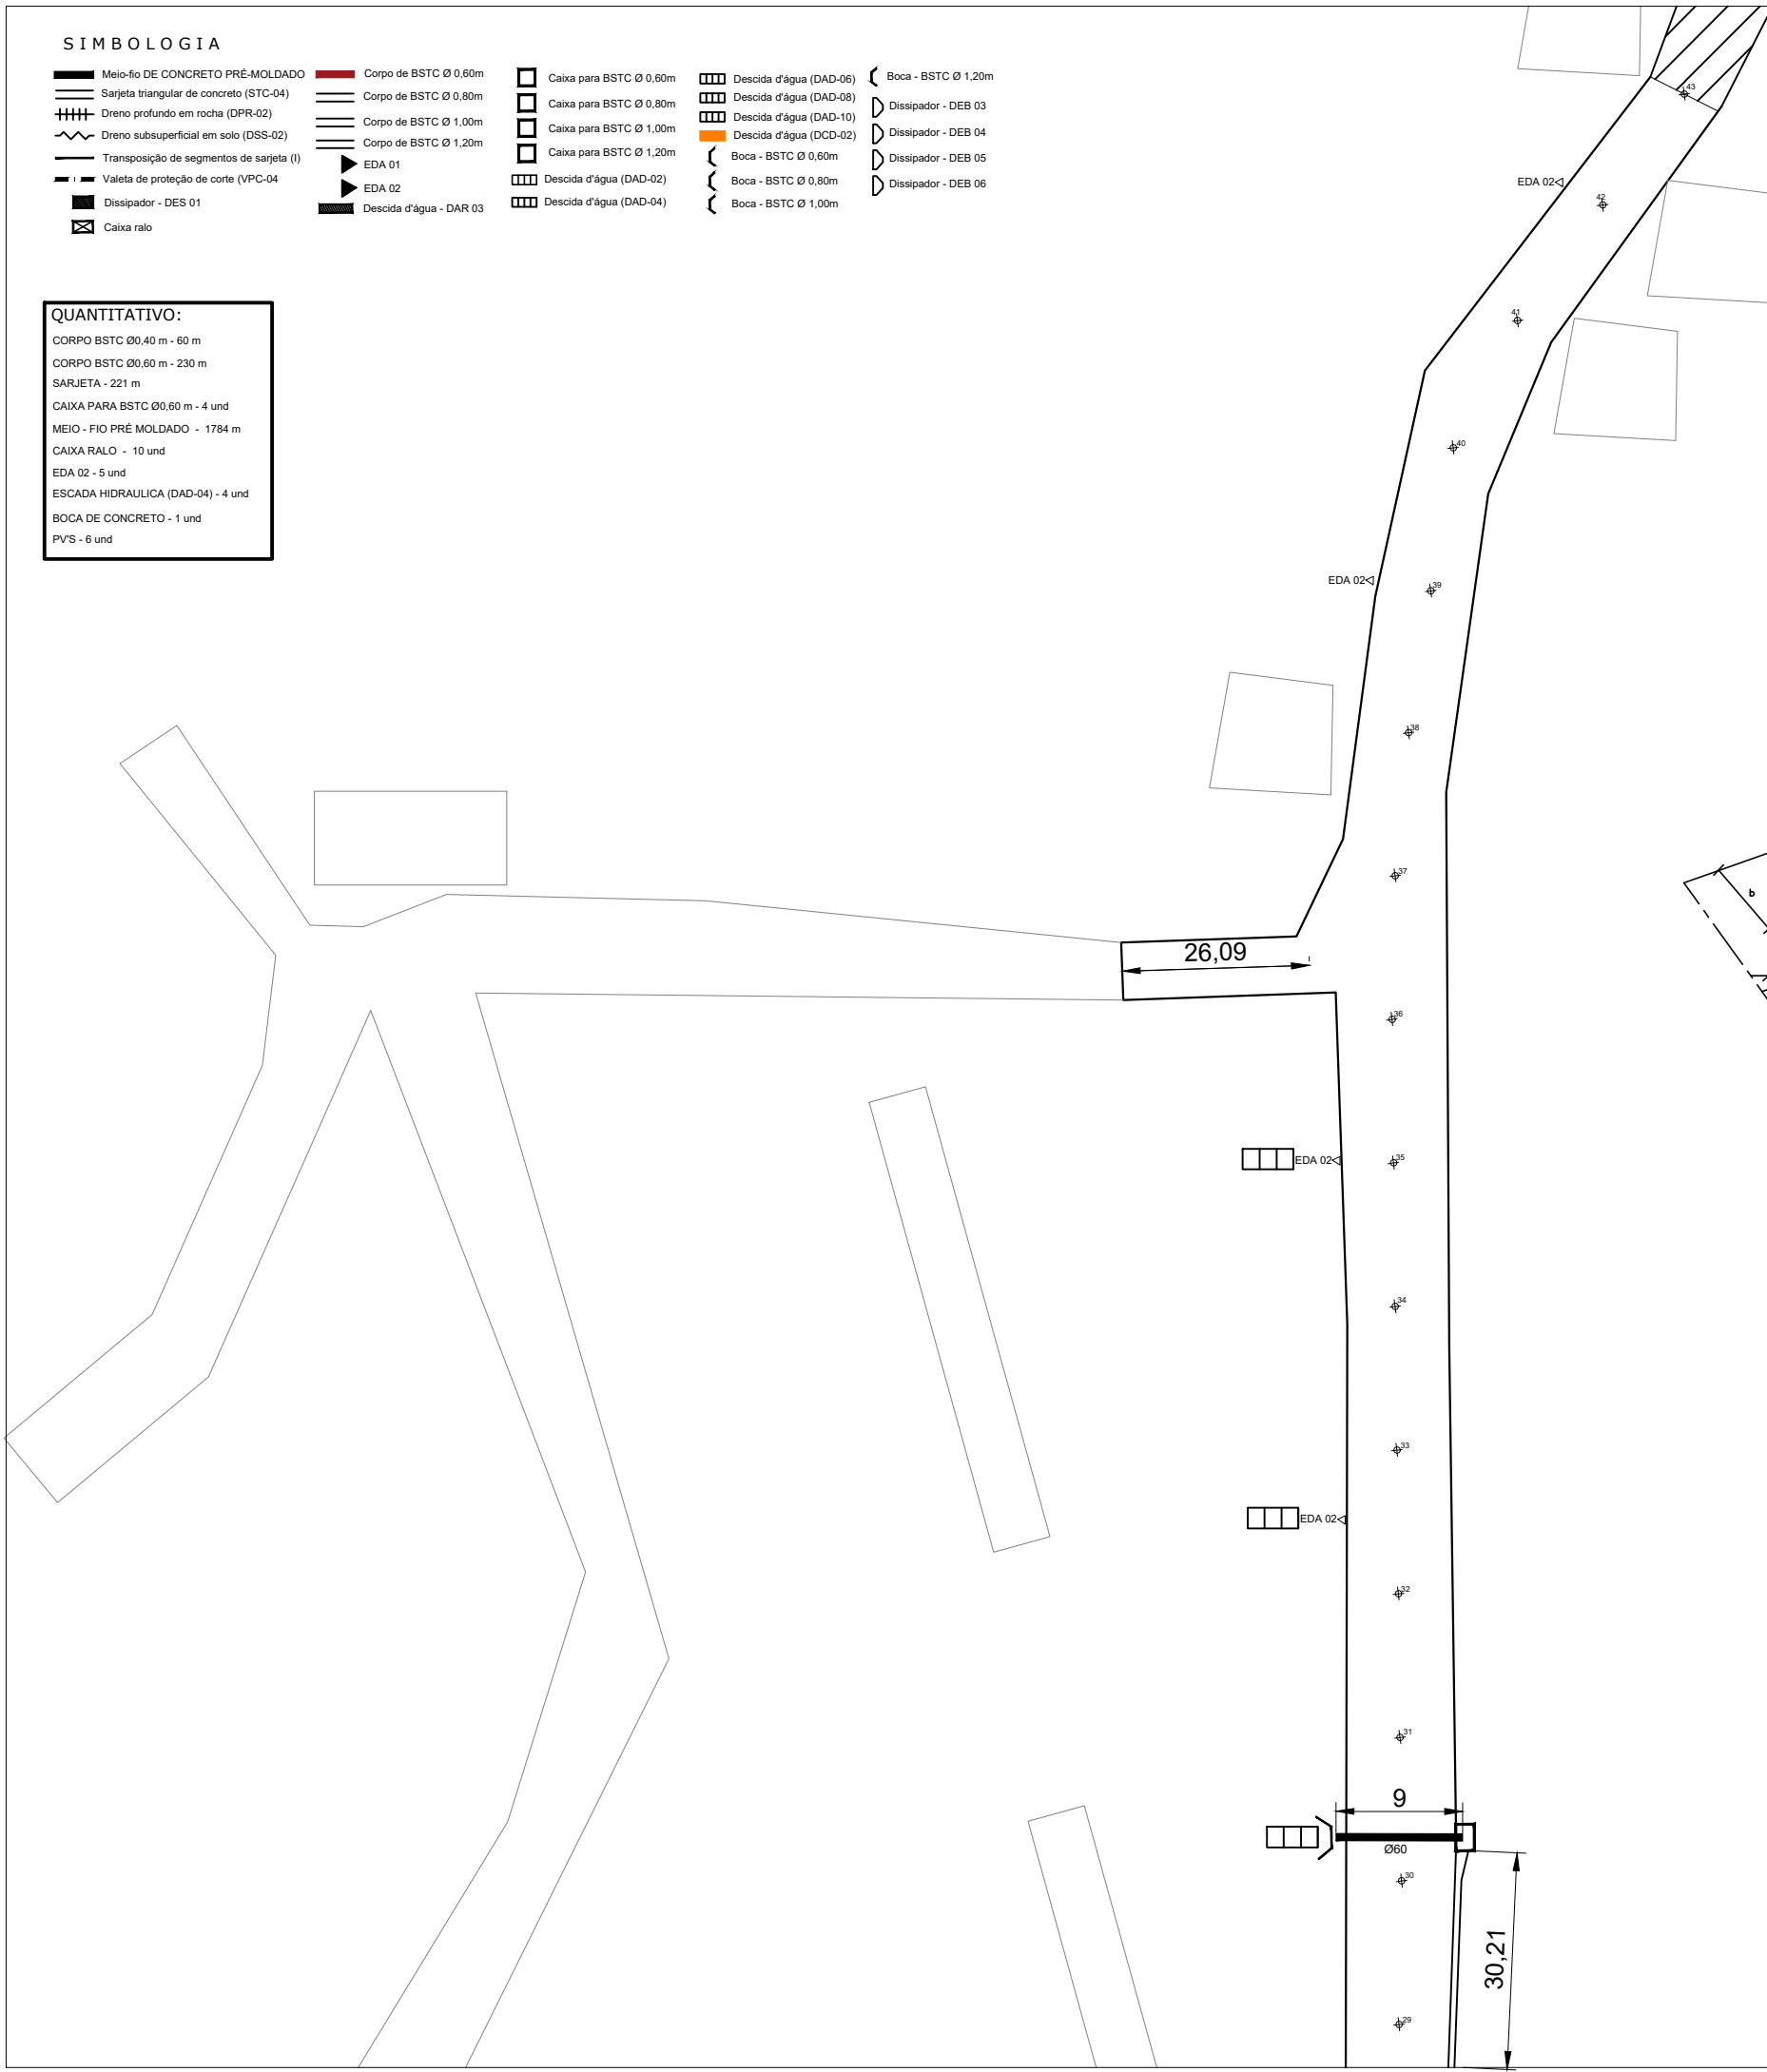 SIMBOLOGIA
Meio-fio DE CONCRETO PRÉ-MOLDADO
Sarjeta triangular de concreto (STC-04)
Dreno profundo em rocha (DPR-02)
Dreno subsuperficial em solo (DSS-02)
Transposição de segmentos de sarjeta (I)
Valeta de proteção de corte (VPC-04
Dissipador - DES 01
Caixa ralo
Corpo de BSTC Ø 0,60m
Corpo de BSTC Ø 0,80m
Corpo de BSTC Ø 1,00m
Corpo de BSTC Ø 1,20m
EDA 01
EDA 02
Descida d'água - DAR 03
Caixa para BSTC Ø 0,60m
Caixa para BSTC Ø 0,80m
Caixa para BSTC Ø 1,00m
Caixa para BSTC Ø 1,20m
Descida d'água (DAD-02)
Descida d'água (DAD-04)
Descida d'água (DAD-06)
Descida d'água (DAD-08)
Descida d'água (DAD-10)
Descida d'água (DCD-02)
Boca - BSTC Ø 0,60m
Boca - BSTC Ø 0,80m
Boca - BSTC Ø 1,00m
Boca - BSTC Ø 1,20m
Dissipador - DEB 03
Dissipador - DEB 04
Dissipador - DEB 05
Dissipador - DEB 06
QUANTITATIVO:
CORPO BSTC Ø0,40 m - 60 m
CORPO BSTC Ø0,60 m - 230 m
SARJETA - 221 m
CAIXA PARA BSTC Ø0,60 m - 4 und
MEIO - FIO PRÉ MOLDADO - 1784 m
CAIXA RALO - 10 und
EDA 02 - 5 und
ESCADA HIDRAULICA (DAD-04) - 4 und
BOCA DE CONCRETO - 1 und
PV'S - 6 und
43
EDA 02
42
41
40
EDA 02
39
38
37
b
26,09
36
EDA 02
35
34
33
EDA 02
32
31
9
Ø60
30
30,21
29